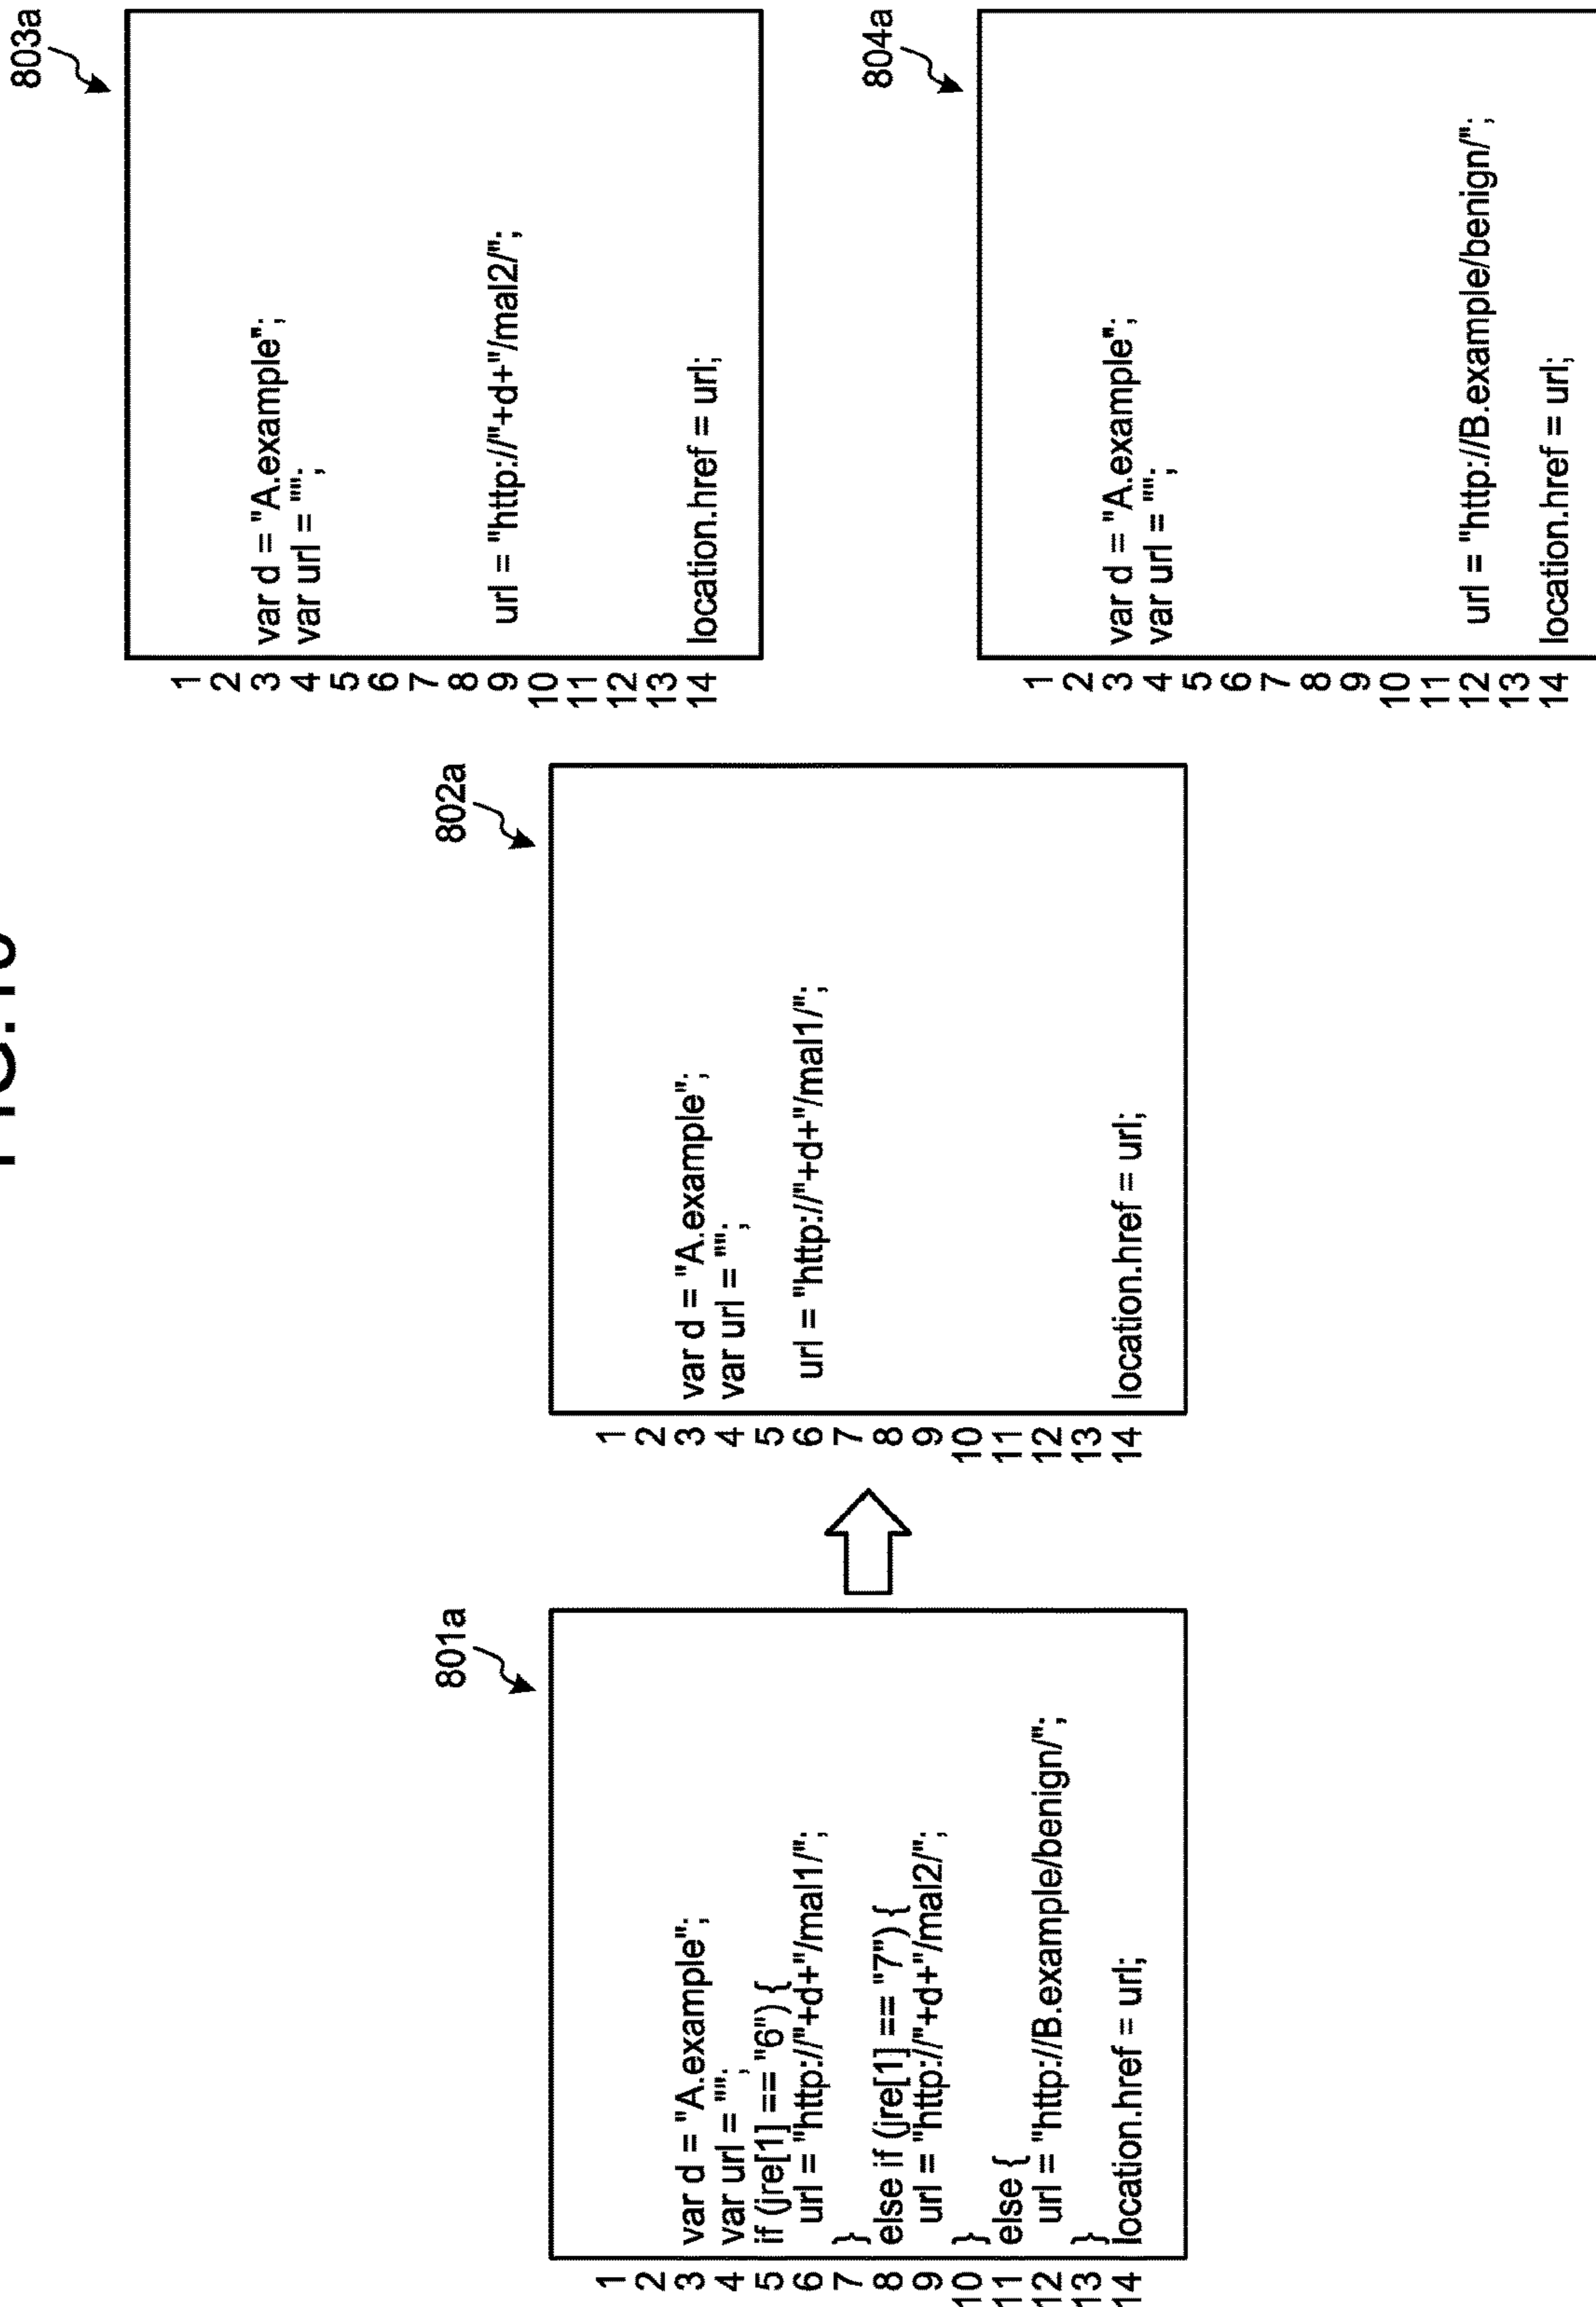 801a
1
2
3 var d = "A.example";
4 var url = "";
5 if (jre[1] == "6") {
6 url = "http://"+d+"/mal1/";
7 }
8 else if (jre[1] == "7") {
9 url = "http://"+d+"/mal2/";
10 }
11 else {
12 url = "http://B.example/benign/";
13 }
14 location.href = url;
802a
1
2
3 var d = "A.example";
4 var url = "";
5
6 url = "http://"+d+"/mal1/";
7
8
9
10
11
12
13
14 location.href = url;
803a
1
2
3 var d = "A.example";
4 var url = "";
5
6
7
8
9 url = "http://"+d+"/mal2/";
10
11
12
13
14 location.href = url;
804a
1
2
3 var d = "A.example";
4 var url = "";
5
6
7
8
9
10
11
12 url = "http://B.example/benign/";
13
14 location.href = url;